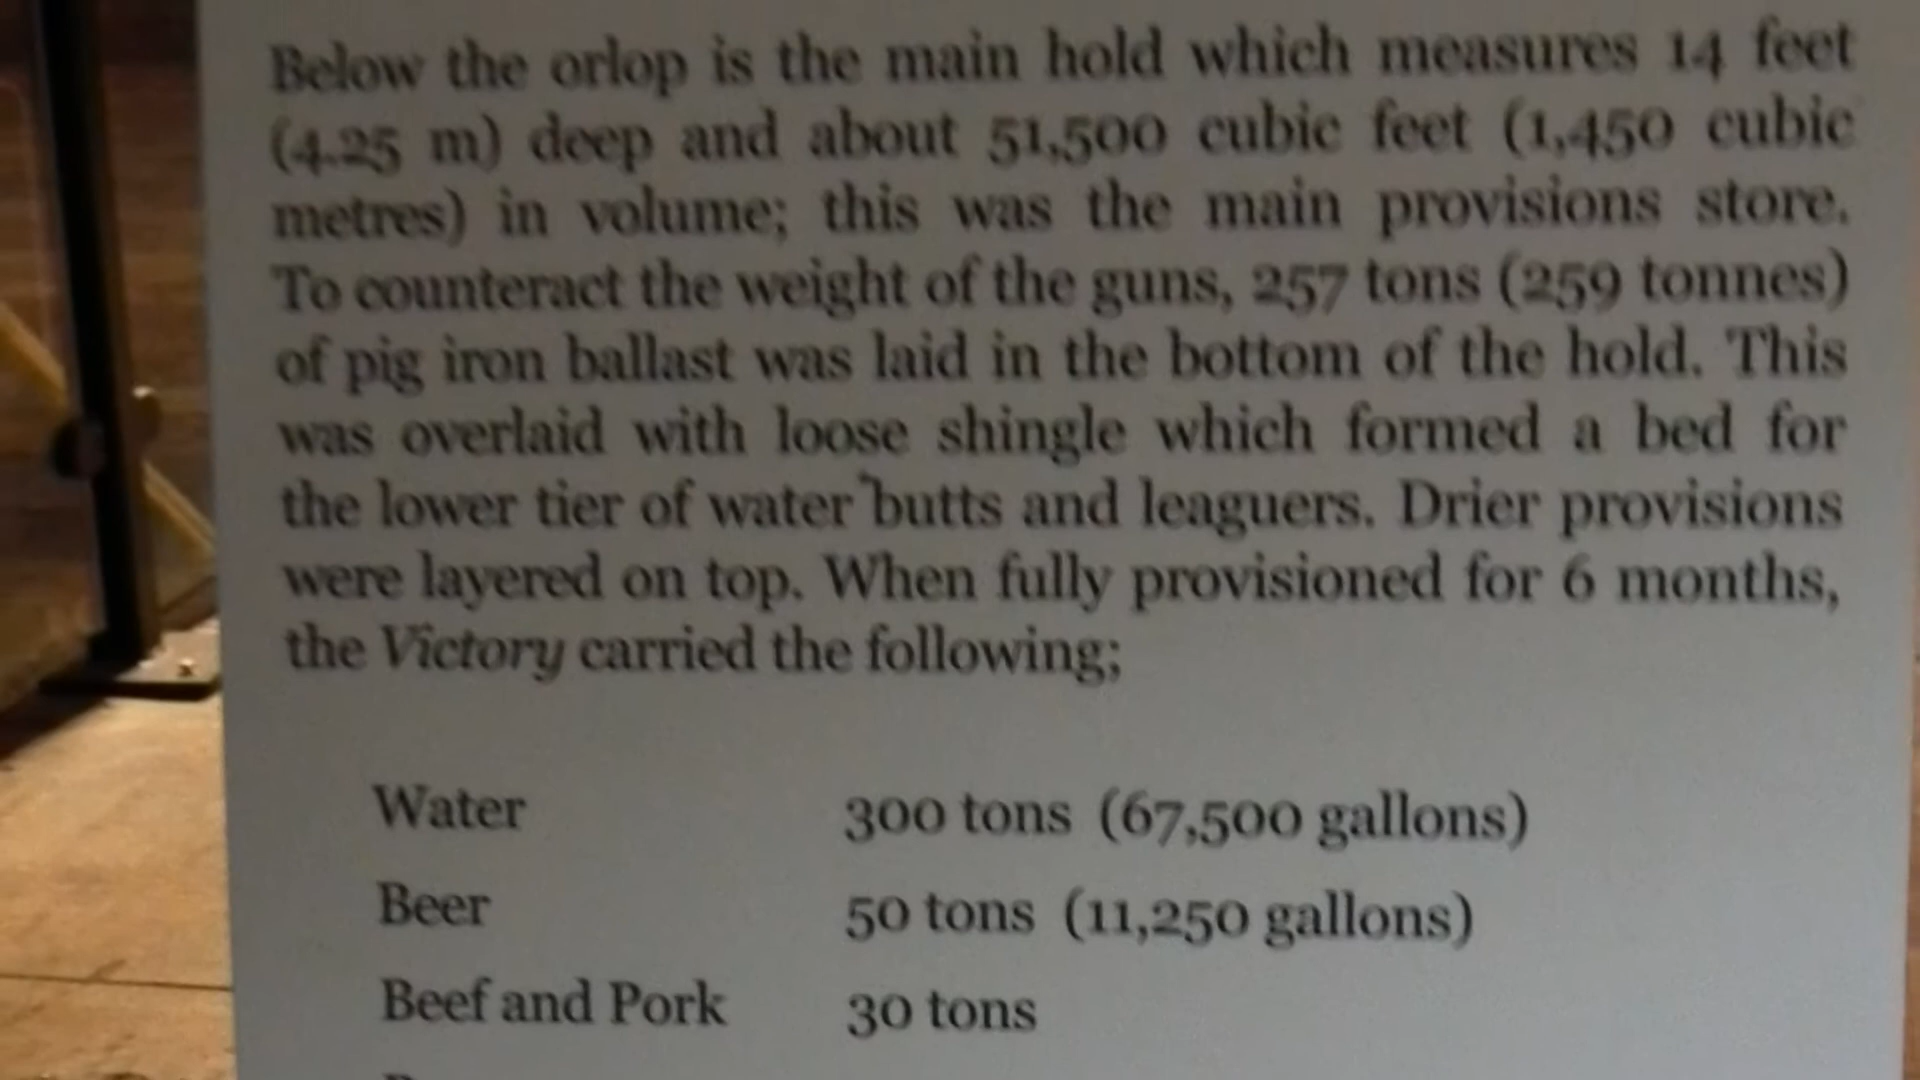 Below the orlop is the main hold which measures 14 feet
(4.25 m) deep and about 51,500 cubic feet (1,450 cubic
metres) in volume; this was the main provisions store.
To counteract the weight of the guns, 257 tons (259 tonnes)
of pig iron ballast was laid in the bottom of the hold. This
was overlaid with loose shingle which formed a bed for
the lower tier of water butts and leaguers. Drier provisions
were layered on top. When fully provisioned for 6 months,
the Victory carried the following;
Water 300 tons (67,500 gallons)
Beer 50 tons (11,250 gallons)
Beef and Pork 30 tons